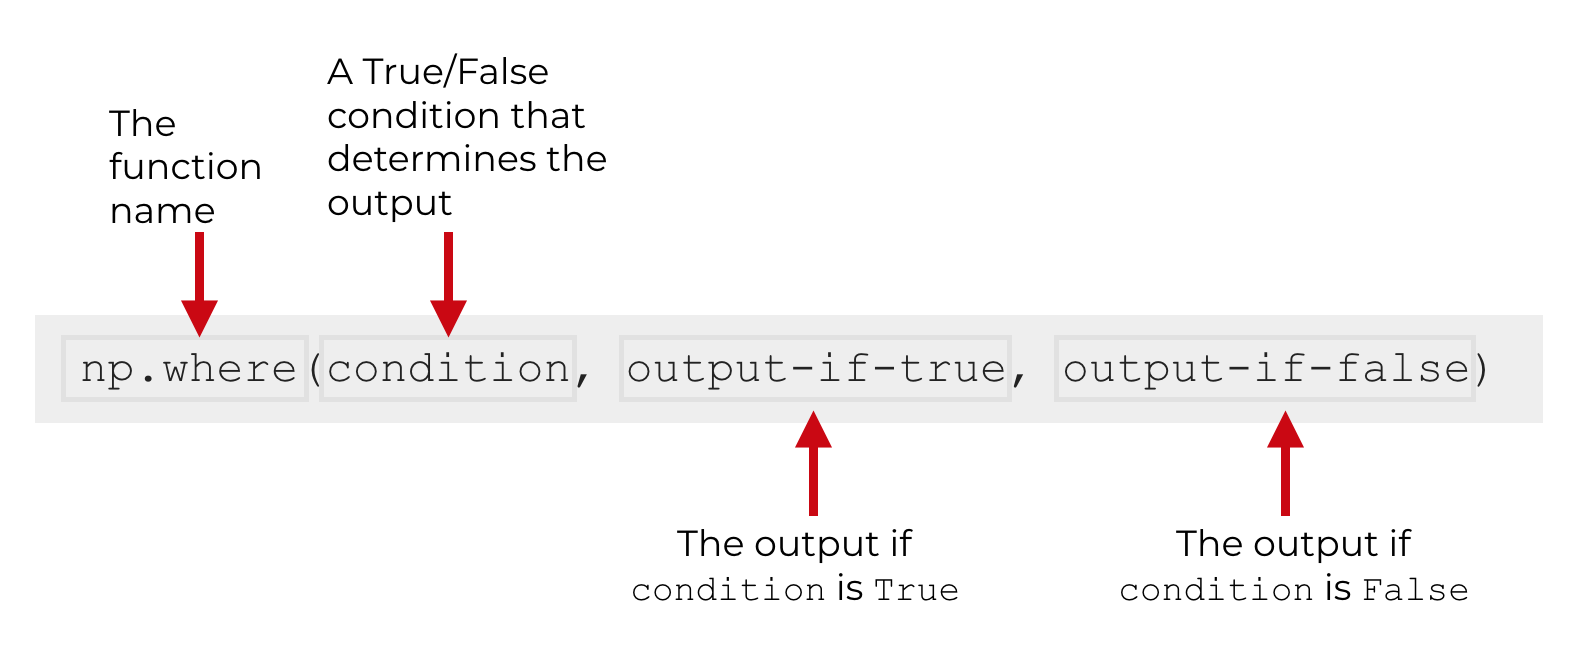 The
function
name
A True/False
condition that
determines the
output
np.where(condition, output-if-true, output-if-false)
The output if
condition is True
The output if
condition is False